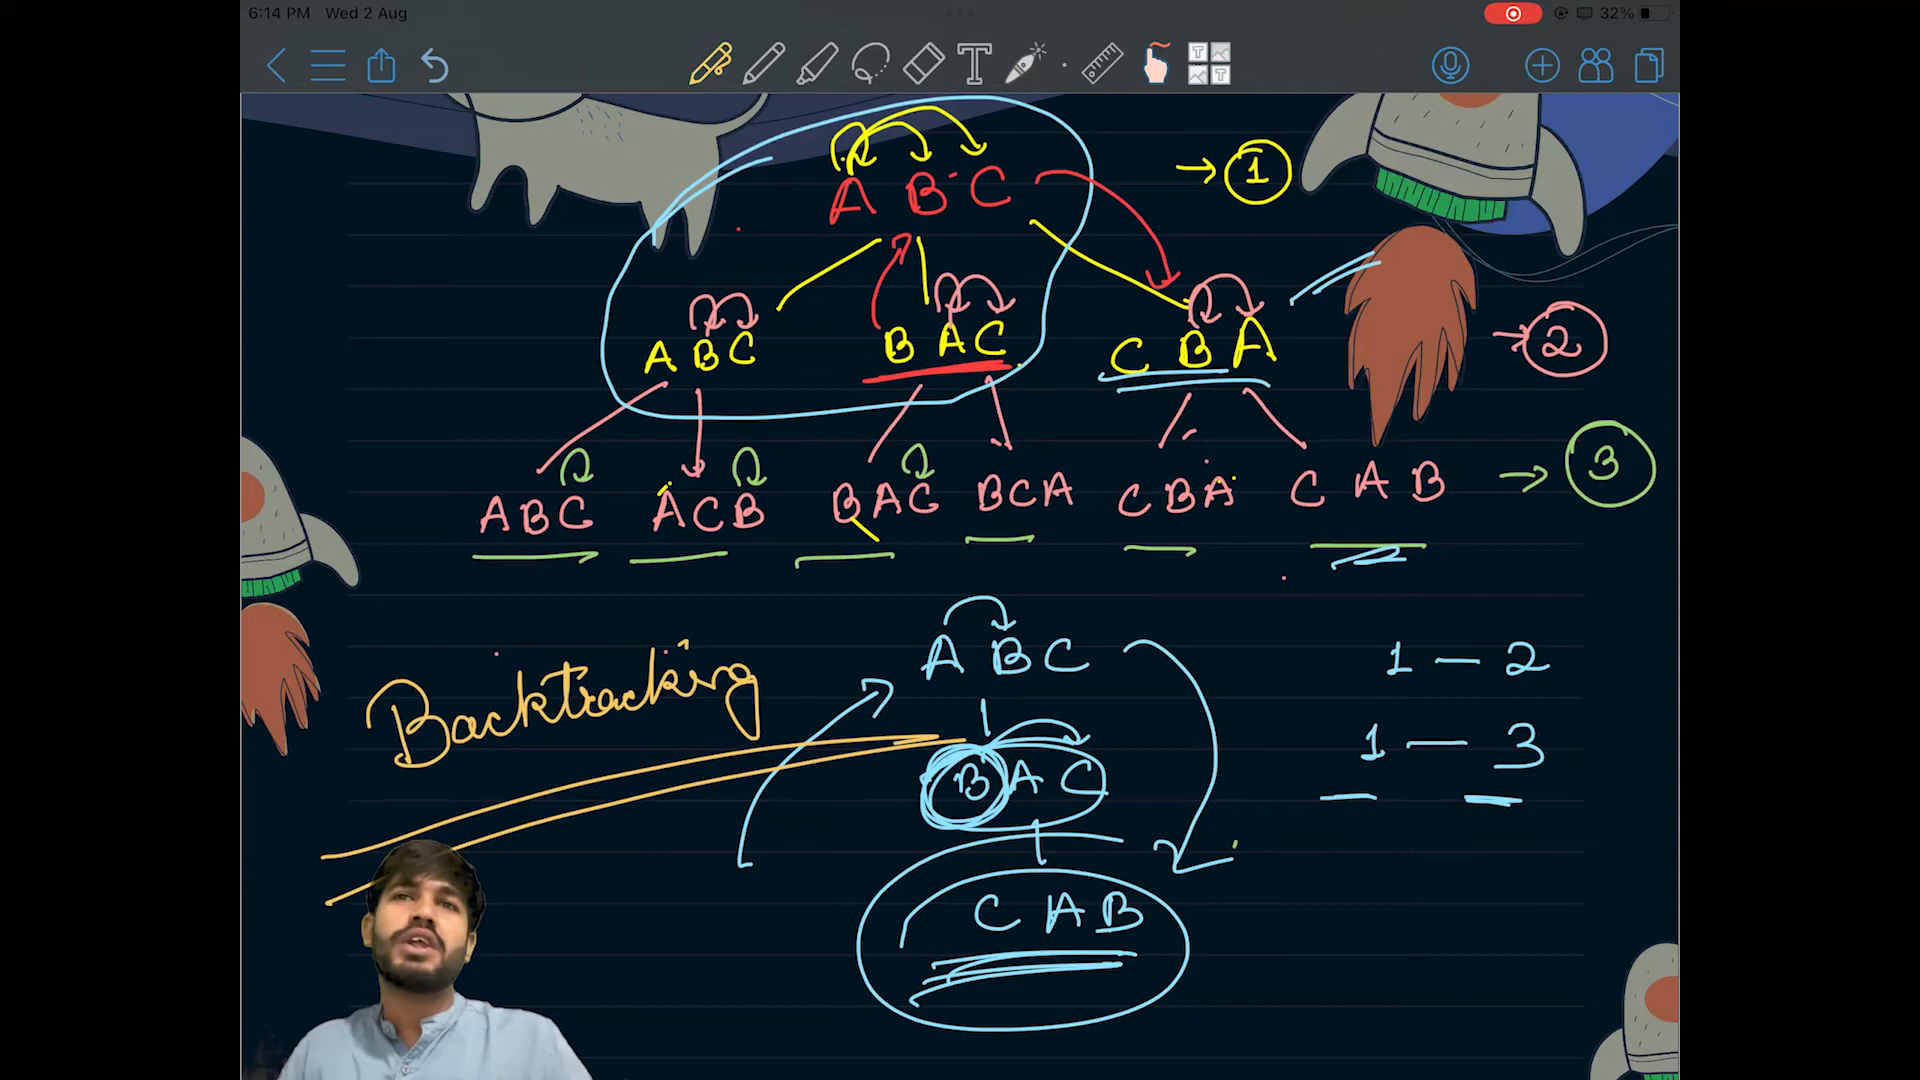 6:14 PM Wed 2 Aug 32%
A B C → 1
A B C B A C C B A → 2
A B C A C B B A C B C A C B A C A B → 3
A B C 1 — 2
Backtracking
B A C 1 — 3
C A B